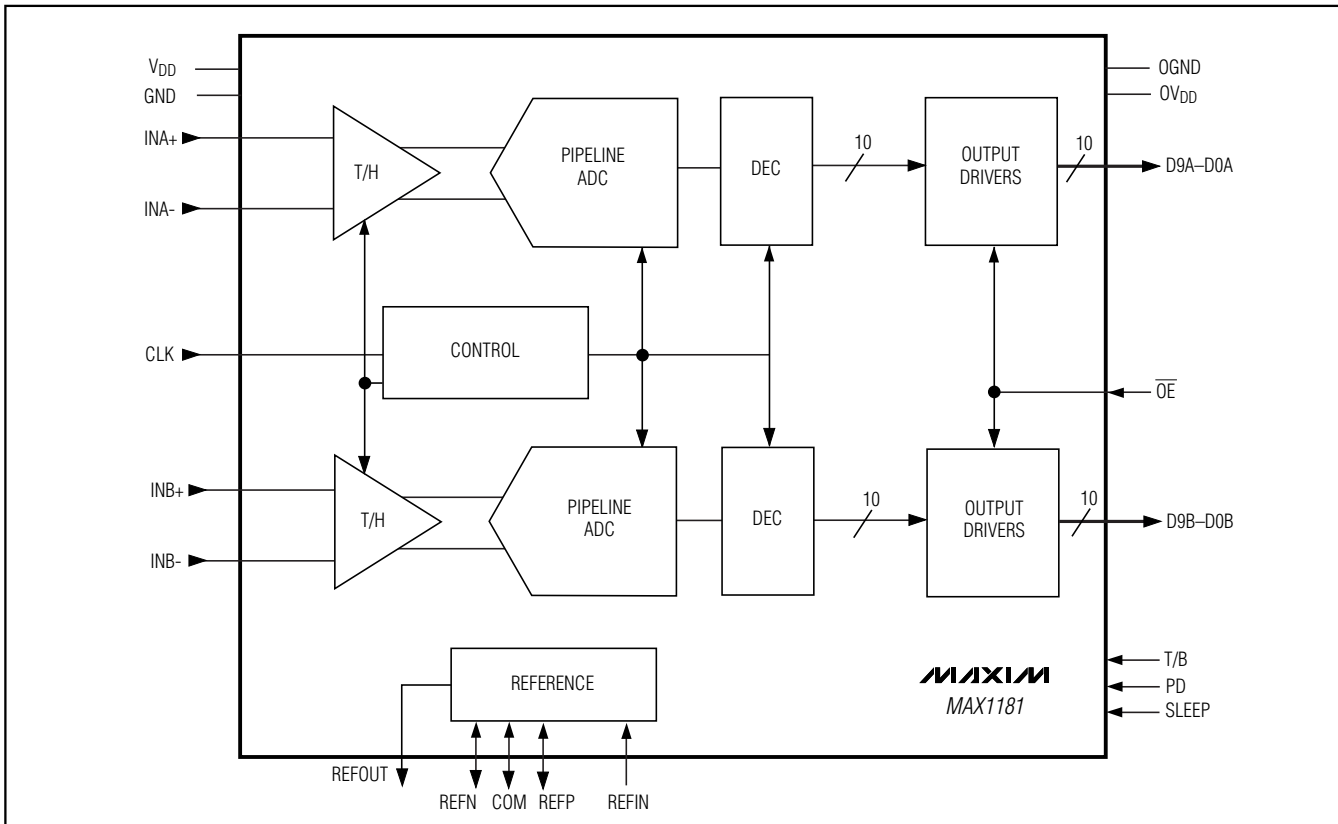 VDD
GND
INA+
INA-
T/H
PIPELINE
ADC
DEC
10
OUTPUT
DRIVERS
10
OGND
OVDD
D9A–D0A
CLK
CONTROL
O̅E̅
INB+
INB-
T/H
PIPELINE
ADC
DEC
10
OUTPUT
DRIVERS
10
D9B–D0B
REFERENCE
MAXIM
MAX1181
T/B
PD
SLEEP
REFOUT
REFN
COM
REFP
REFIN